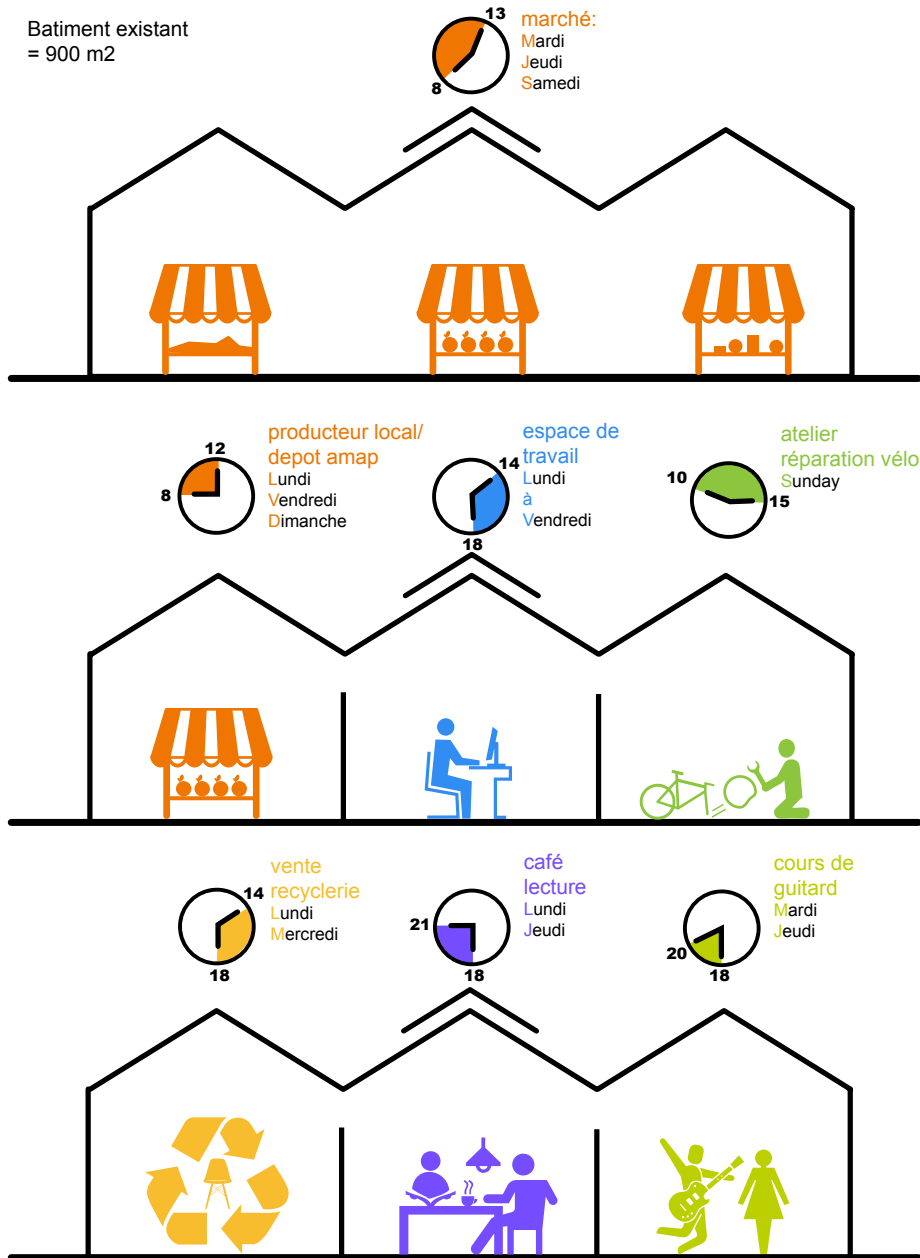 Batiment existant
= 900 m2
13
8
marché:
Mardi
Jeudi
Samedi
12
8
producteur local/
depot amap
Lundi
Vendredi
Dimanche
14
18
espace de
travail
Lundi
à
Vendredi
10
15
atelier
réparation vélo
Sunday
14
18
vente
recyclerie
Lundi
Mercredi
21
18
café
lecture
Lundi
Jeudi
20
18
cours de
guitard
Mardi
Jeudi